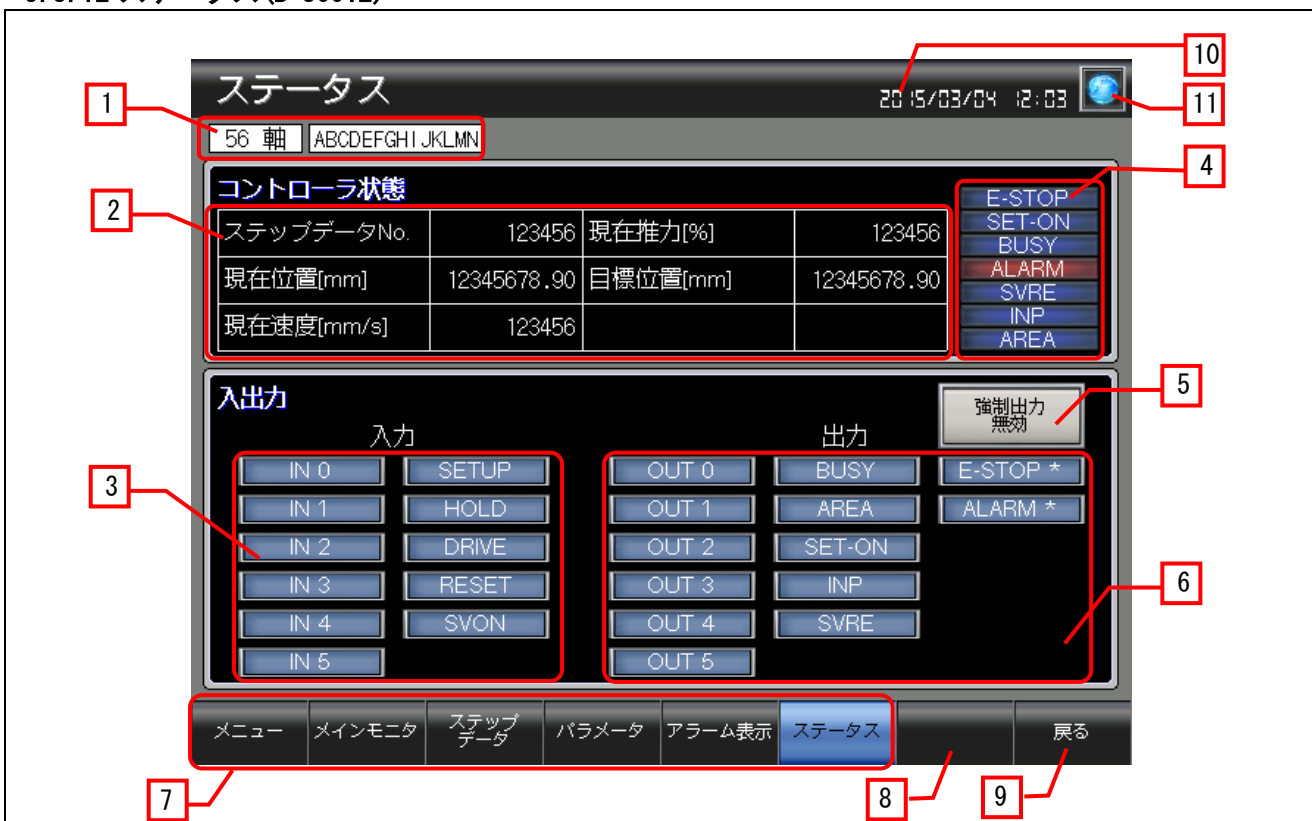 ステータス
2015/03/04 12:03
10
11
1
56 軸 ABCDEFGHIJKLMN
コントローラ状態
4
2
ステップデータNo. 123456 現在推力[%] 123456
現在位置[mm] 12345678.90 目標位置[mm] 12345678.90
現在速度[mm/s] 123456
E-STOP
SET-ON
BUSY
ALARM
SVRE
INP
AREA
入出力
強制出力
無効
5
入力
出力
3
IN 0 SETUP OUT 0 BUSY E-STOP *
IN 1 HOLD OUT 1 AREA ALARM *
IN 2 DRIVE OUT 2 SET-ON
IN 3 RESET OUT 3 INP
IN 4 SVON OUT 4 SVRE
IN 5 OUT 5
6
メニュー メインモニタ ステップ
データ パラメータ アラーム表示 ステータス 戻る
7
8
9